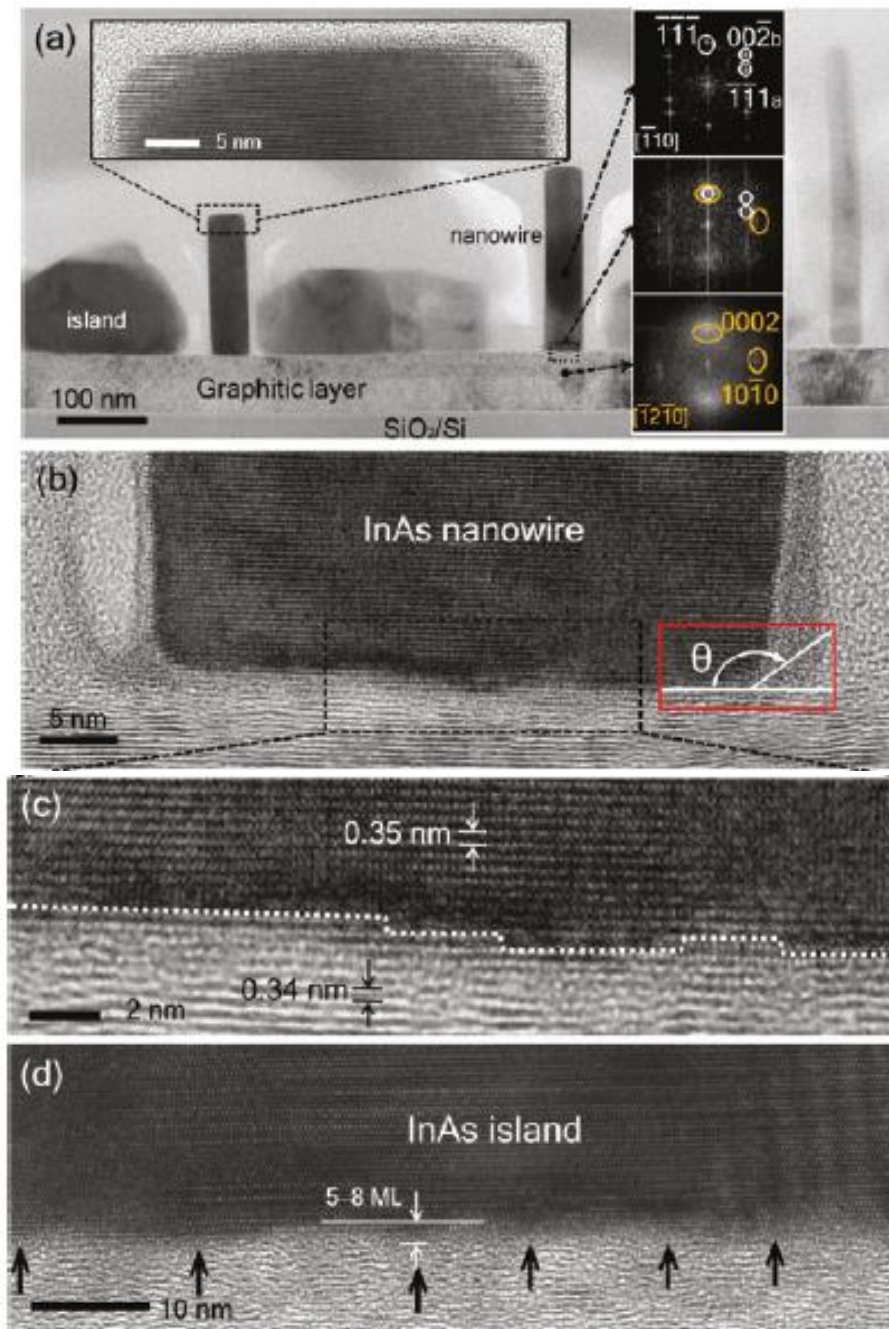 (a)
5 nm
1̅1̅1̅
002̅b
1̅1̅1a
[1̅10]
nanowire
island
0002
101̅0
[1̅21̅0]
Graphitic layer
100 nm
SiO₂/Si
(b)
InAs nanowire
θ
5 nm
(c)
0.35 nm
0.34 nm
2 nm
(d)
InAs island
5-8 ML
10 nm